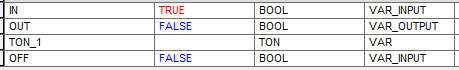 IN TRUE BOOL VAR_INPUT
OUT FALSE BOOL VAR_OUTPUT
TON_1 TON VAR
OFF FALSE BOOL VAR_INPUT